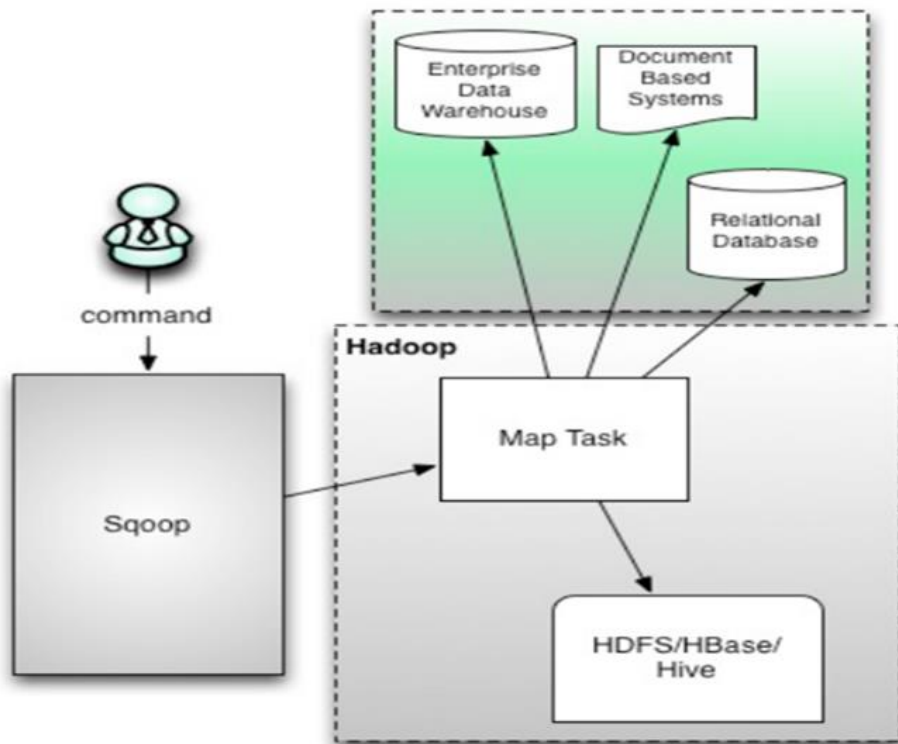 Enterprise
Data
Warehouse
Document
Based
Systems
Relational
Database
command
Hadoop
Map Task
Sqoop
HDFS/HBase/
Hive